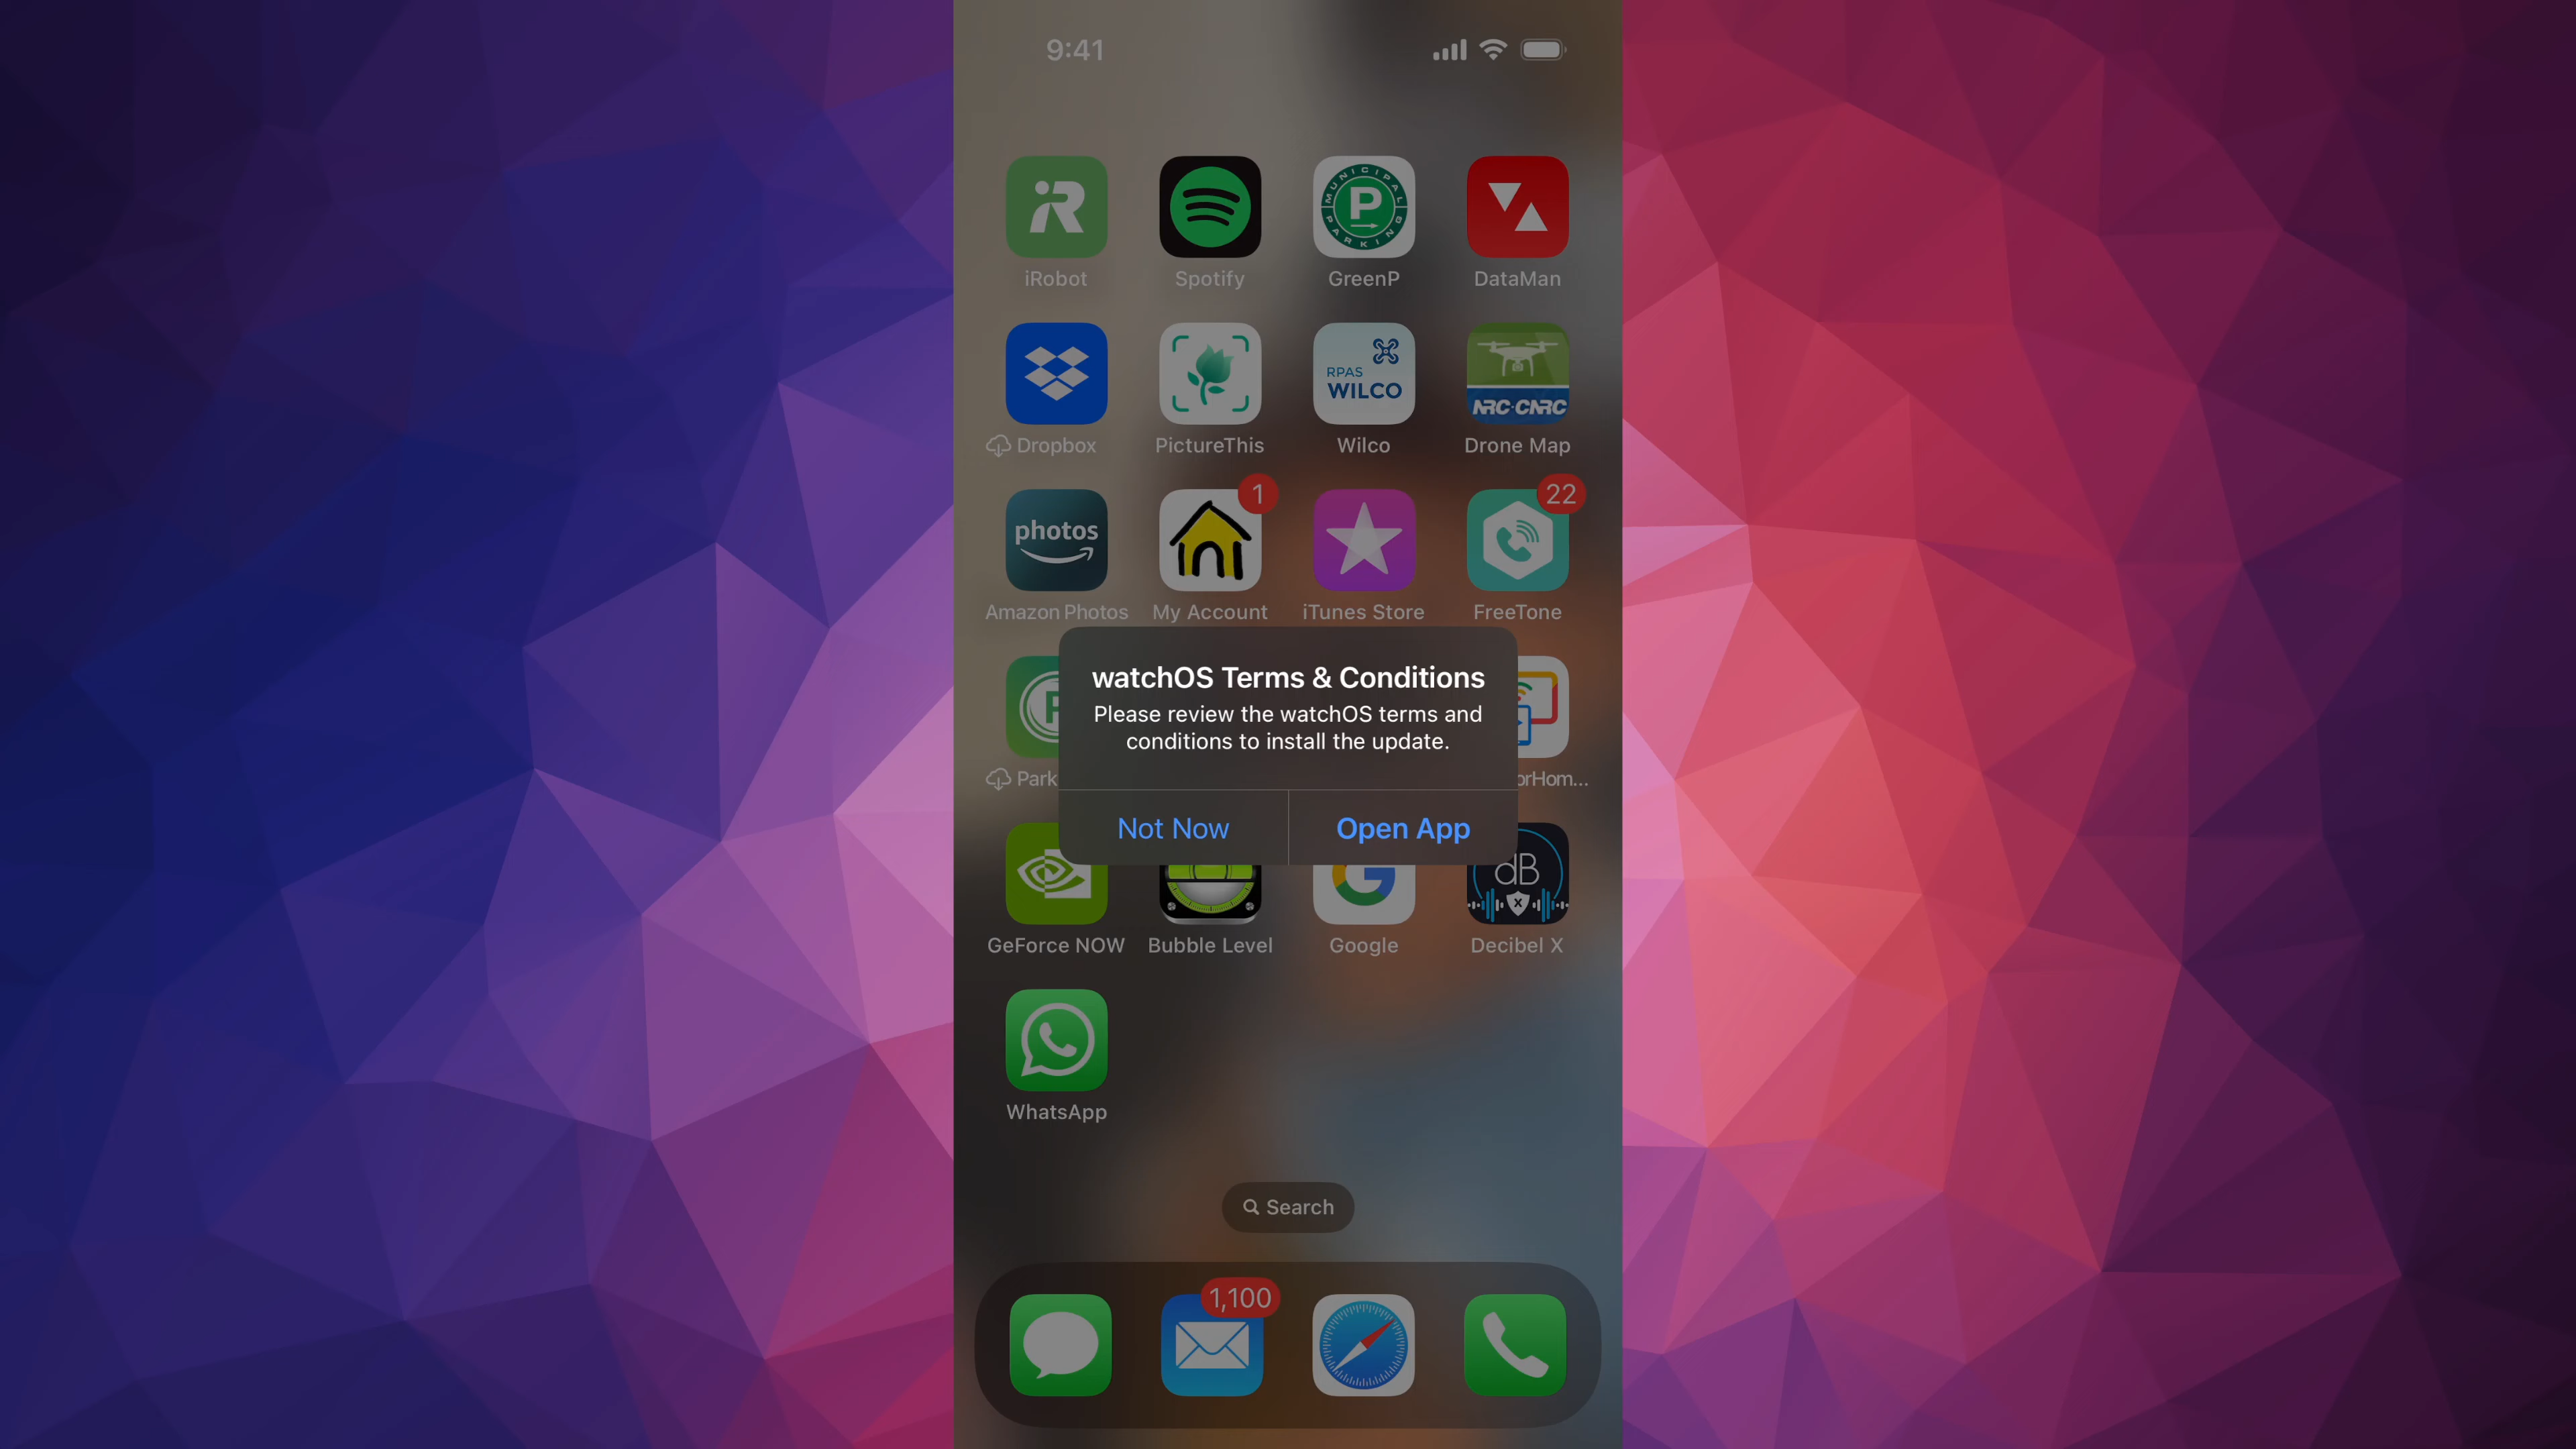 9:41
MUNICIPAL
P
PARKING
iRobot Spotify GreenP DataMan
RPAS
WILCO
NRC·CNRC
Dropbox PictureThis Wilco Drone Map
photos
1
22
Amazon Photos My Account iTunes Store FreeTone
watchOS Terms & Conditions
Please review the watchOS terms and
conditions to install the update.
Park
orHom...
Not Now Open App
dB
X
GeForce NOW Bubble Level Google Decibel X
WhatsApp
Search
1,100